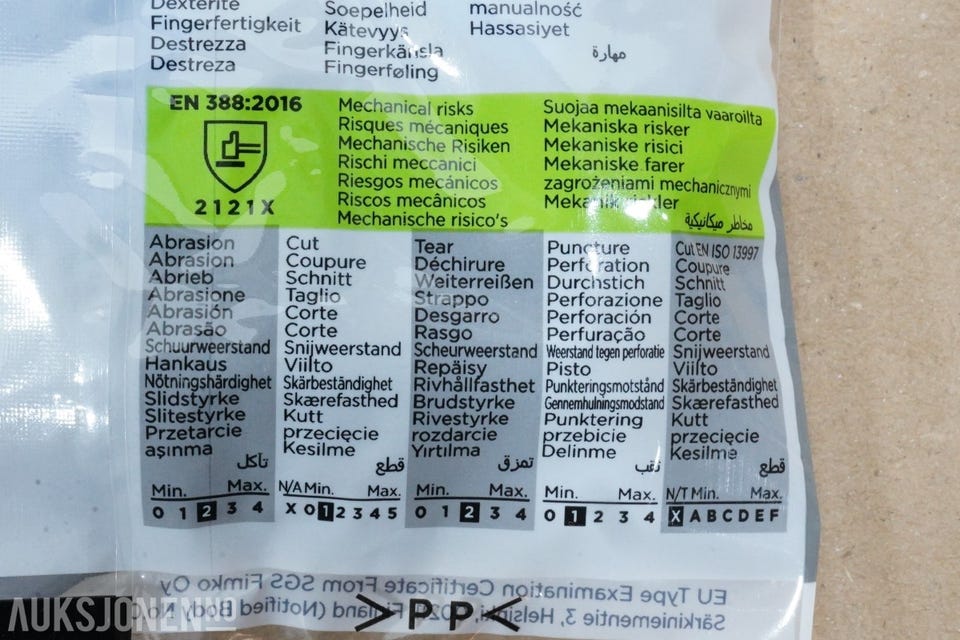 Dextérité
Fingerfertigkeit
Destrezza
Destreza
Soepelheid
Kätevyys
Fingerkänsla
Fingerføling
manualność
Hassasiyet
مهارة
EN 388:2016
2121X
Mechanical risks
Risques mécaniques
Mechanische Risiken
Rischi meccanici
Riesgos mecánicos
Riscos mecânicos
Mechanische risico's
Suojaa mekaanisilta vaaroilta
Mekaniska risker
Mekaniske risici
Mekaniske farer
zagrożeniami mechanicznymi
Mekanik riskler
مخاطر ميكانيكية
Abrasion
Abrasion
Abrieb
Abrasione
Abrasión
Abrasão
Schuurweerstand
Hankaus
Nötningshärdighet
Slidstyrke
Slitestyrke
Przetarcie
aşınma
تآكل
Min. Max.
0 1 2 3 4
Cut
Coupure
Schnitt
Taglio
Corte
Corte
Snijweerstand
Viilto
Skärbeständighet
Skærefasthed
Kutt
przecięcie
Kesilme
قطع
N/A Min. Max.
X 0 1 2 3 4 5
Tear
Déchirure
Weiterreißen
Strappo
Desgarro
Rasgo
Scheurweerstand
Repäisy
Rivhållfasthet
Brudstyrke
Rivestyrke
rozdarcie
Yırtılma
تمزق
Min. Max.
0 1 2 3 4
Puncture
Perforation
Durchstich
Perforazione
Perforación
Perfuração
Weerstand tegen perforatie
Pisto
Punkteringsmotstånd
Gennemhulningsmodstand
Punktering
przebicie
Delinme
ثقب
Min. Max.
0 1 2 3 4
Cut EN ISO 13997
Coupure
Schnitt
Taglio
Corte
Corte
Snijweerstand
Viilto
Skärbeständighet
Skærefasthed
Kutt
przecięcie
Kesilme
قطع
N/T Min. Max.
X A B C D E F
EU Type Examination Certificate From SGS Fimko Oy
Särkiniementie 3, Helsinki, Finland (Notified Body No
>PP<
AUKSJONEN.NO